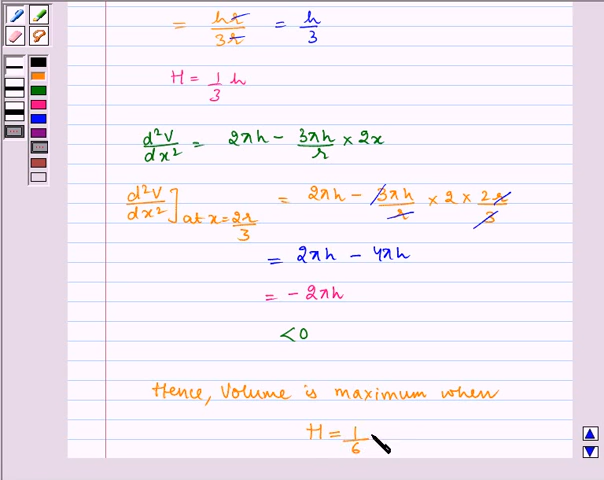 = hr/3r = h/3
H = 1/3 h
d²V/dx² = 2πh − 3πh/r × 2x
d²V/dx² ] at x = 2r/3 = 2πh − 3πh/r × 2 × 2r/3
= 2πh − 4πh
= − 2πh
< 0
Hence, Volume is maximum when
H = 1/6